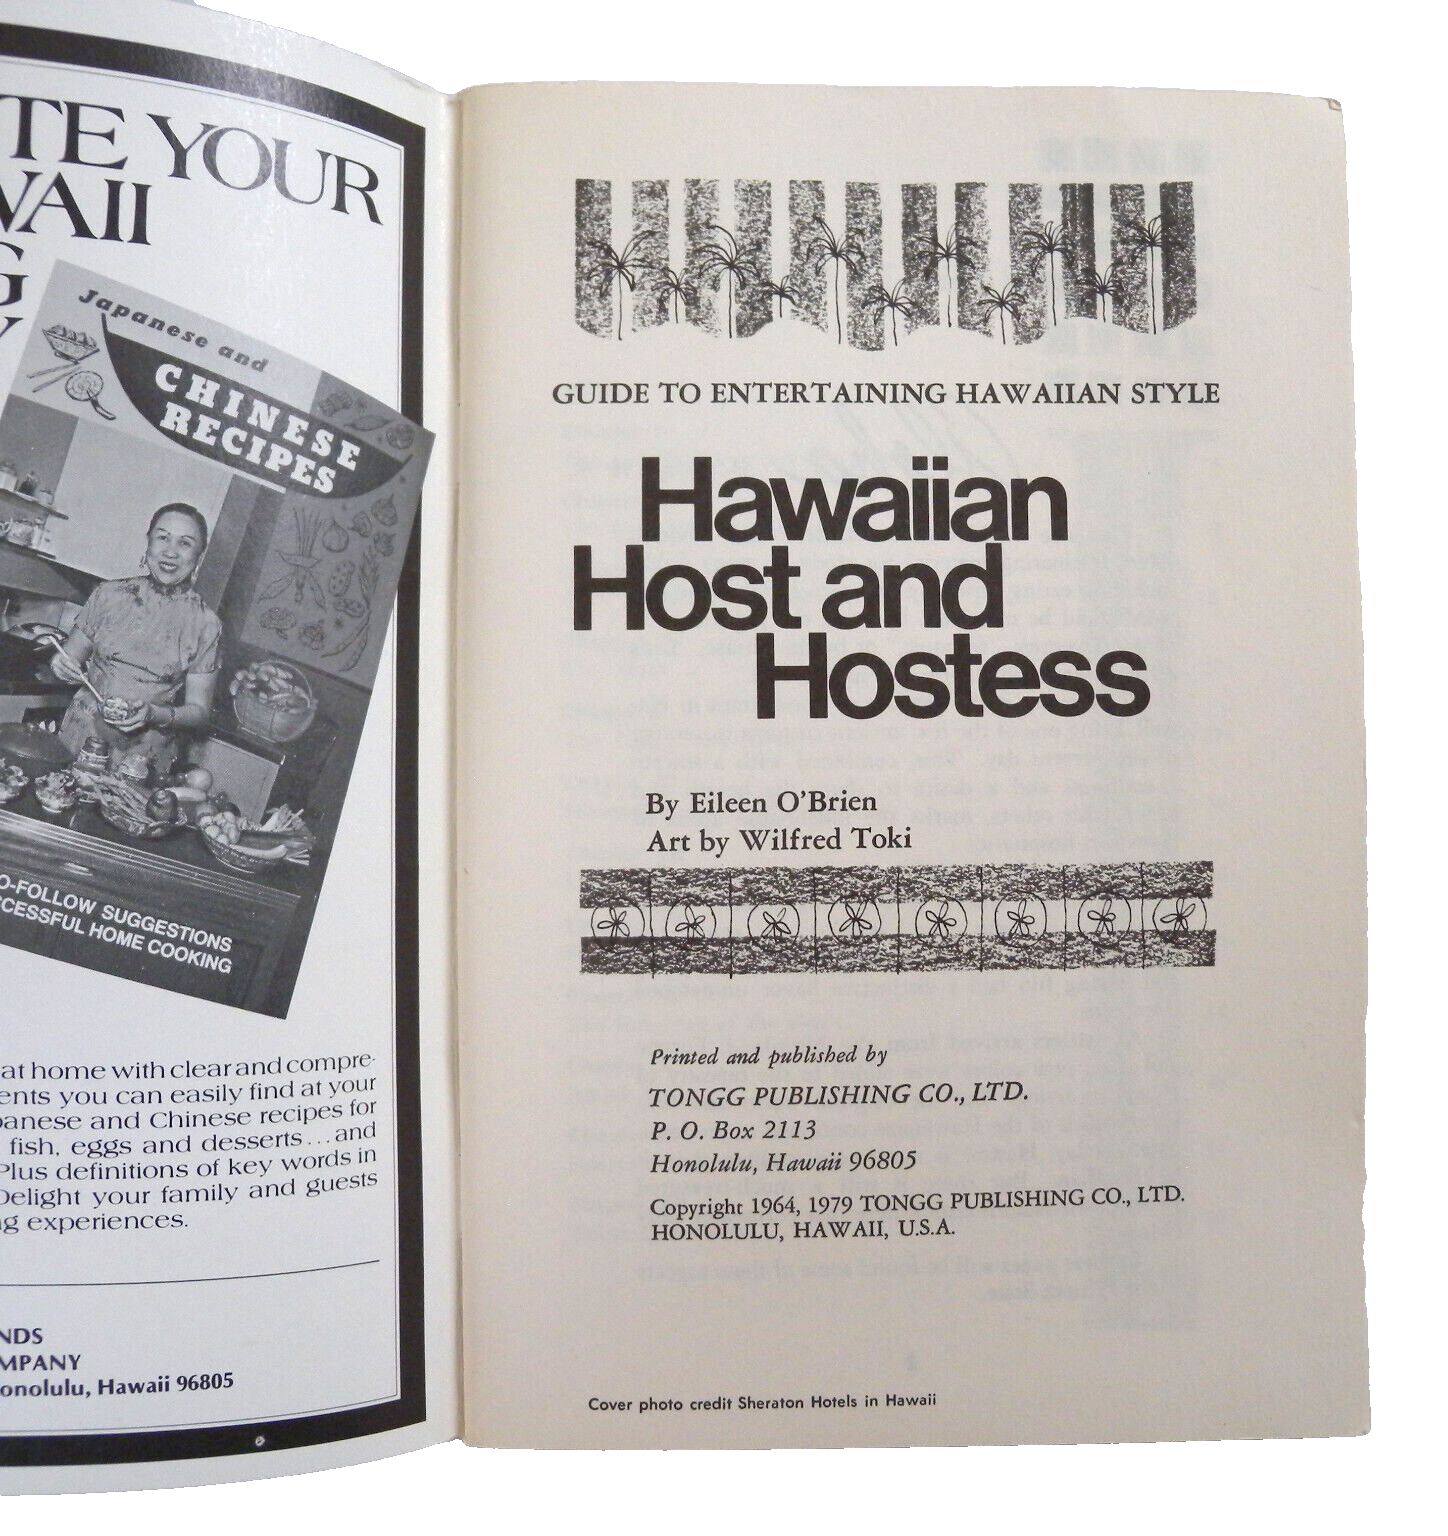 TE YOUR
WAII
G
Y
Japanese and
CHINESE
RECIPES
O-FOLLOW SUGGESTIONS
CCESSFUL HOME COOKING
at home with clear and compre-
ents you can easily find at your
panese and Chinese recipes for
fish, eggs and desserts...and
Plus definitions of key words in
Delight your family and guests
ng experiences.
NDS
MPANY
onolulu, Hawaii 96805
GUIDE TO ENTERTAINING HAWAIIAN STYLE
Hawaiian
Host and
Hostess
By Eileen O'Brien
Art by Wilfred Toki
Printed and published by
TONGG PUBLISHING CO., LTD.
P. O. Box 2113
Honolulu, Hawaii 96805
Copyright 1964, 1979 TONGG PUBLISHING CO., LTD.
HONOLULU, HAWAII, U.S.A.
Cover photo credit Sheraton Hotels in Hawaii